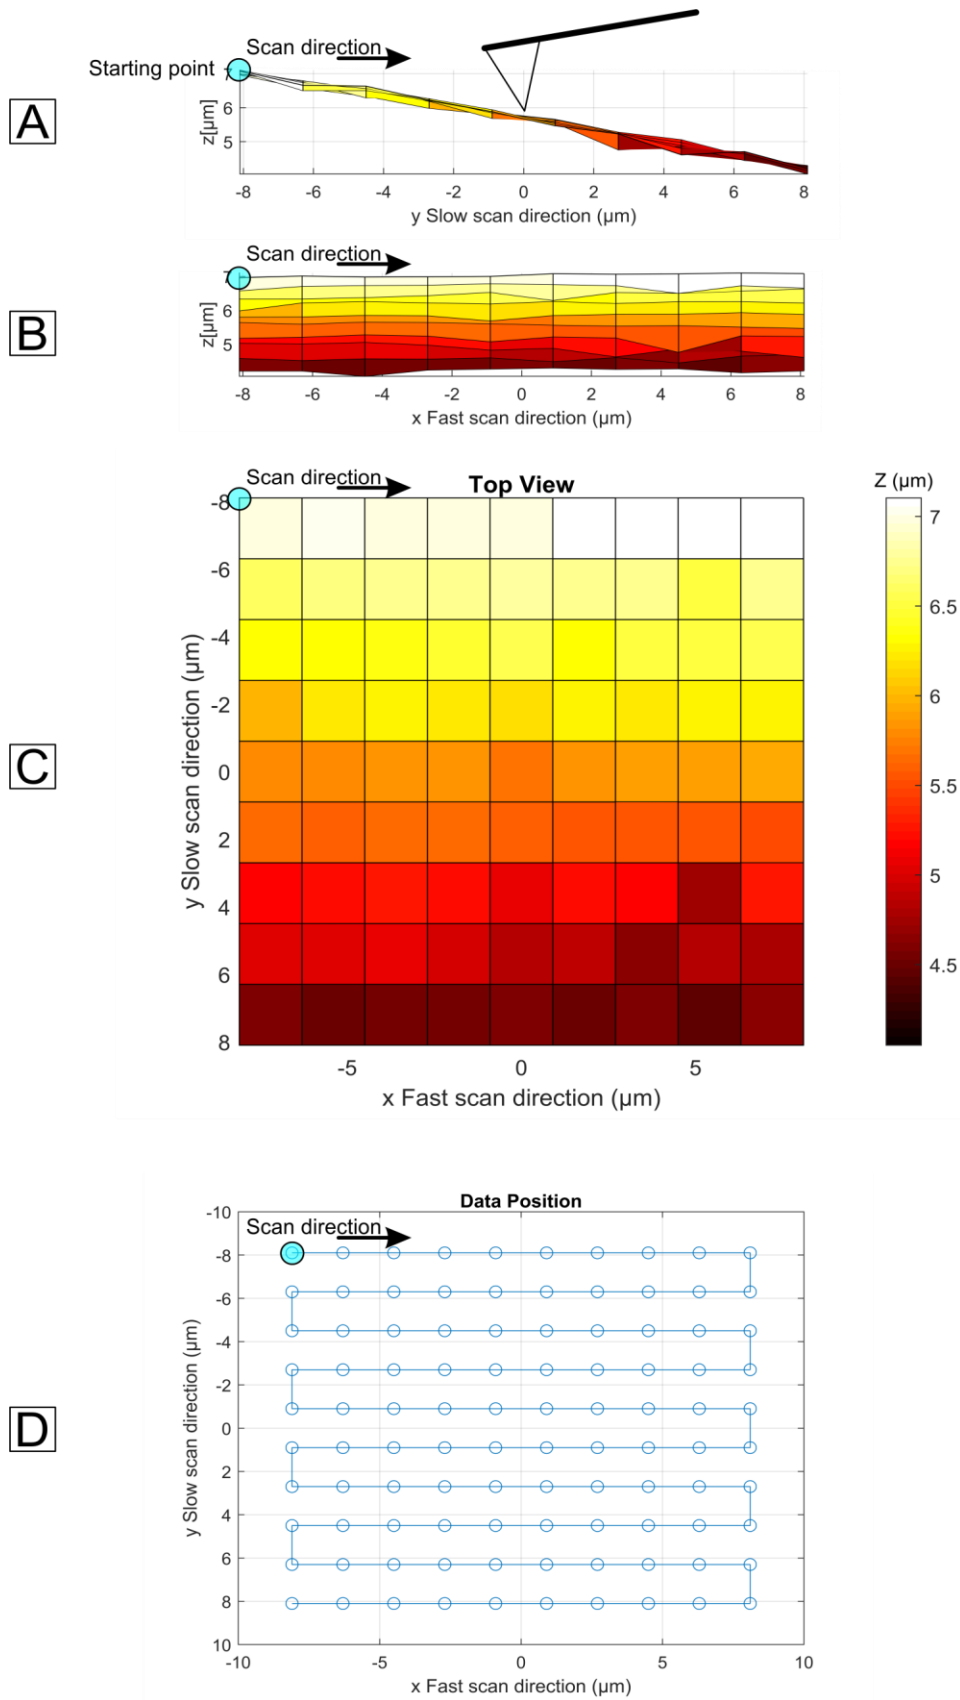 Scan direction
Starting point
A
7
6
5
z[µm]
-8 -6 -4 -2 0 2 4 6 8
y Slow scan direction (µm)
Scan direction
B
7
6
5
z[µm]
-8 -6 -4 -2 0 2 4 6 8
x Fast scan direction (µm)
Scan direction
Top View
Z (µm)
C
-8
-6
-4
-2
0
2
4
6
8
y Slow scan direction (µm)
7
6.5
6
5.5
5
4.5
-5 0 5
x Fast scan direction (µm)
Data Position
Scan direction
D
-10
-8
-6
-4
-2
0
2
4
6
8
10
y Slow scan direction (µm)
-10 -5 0 5 10
x Fast scan direction (µm)